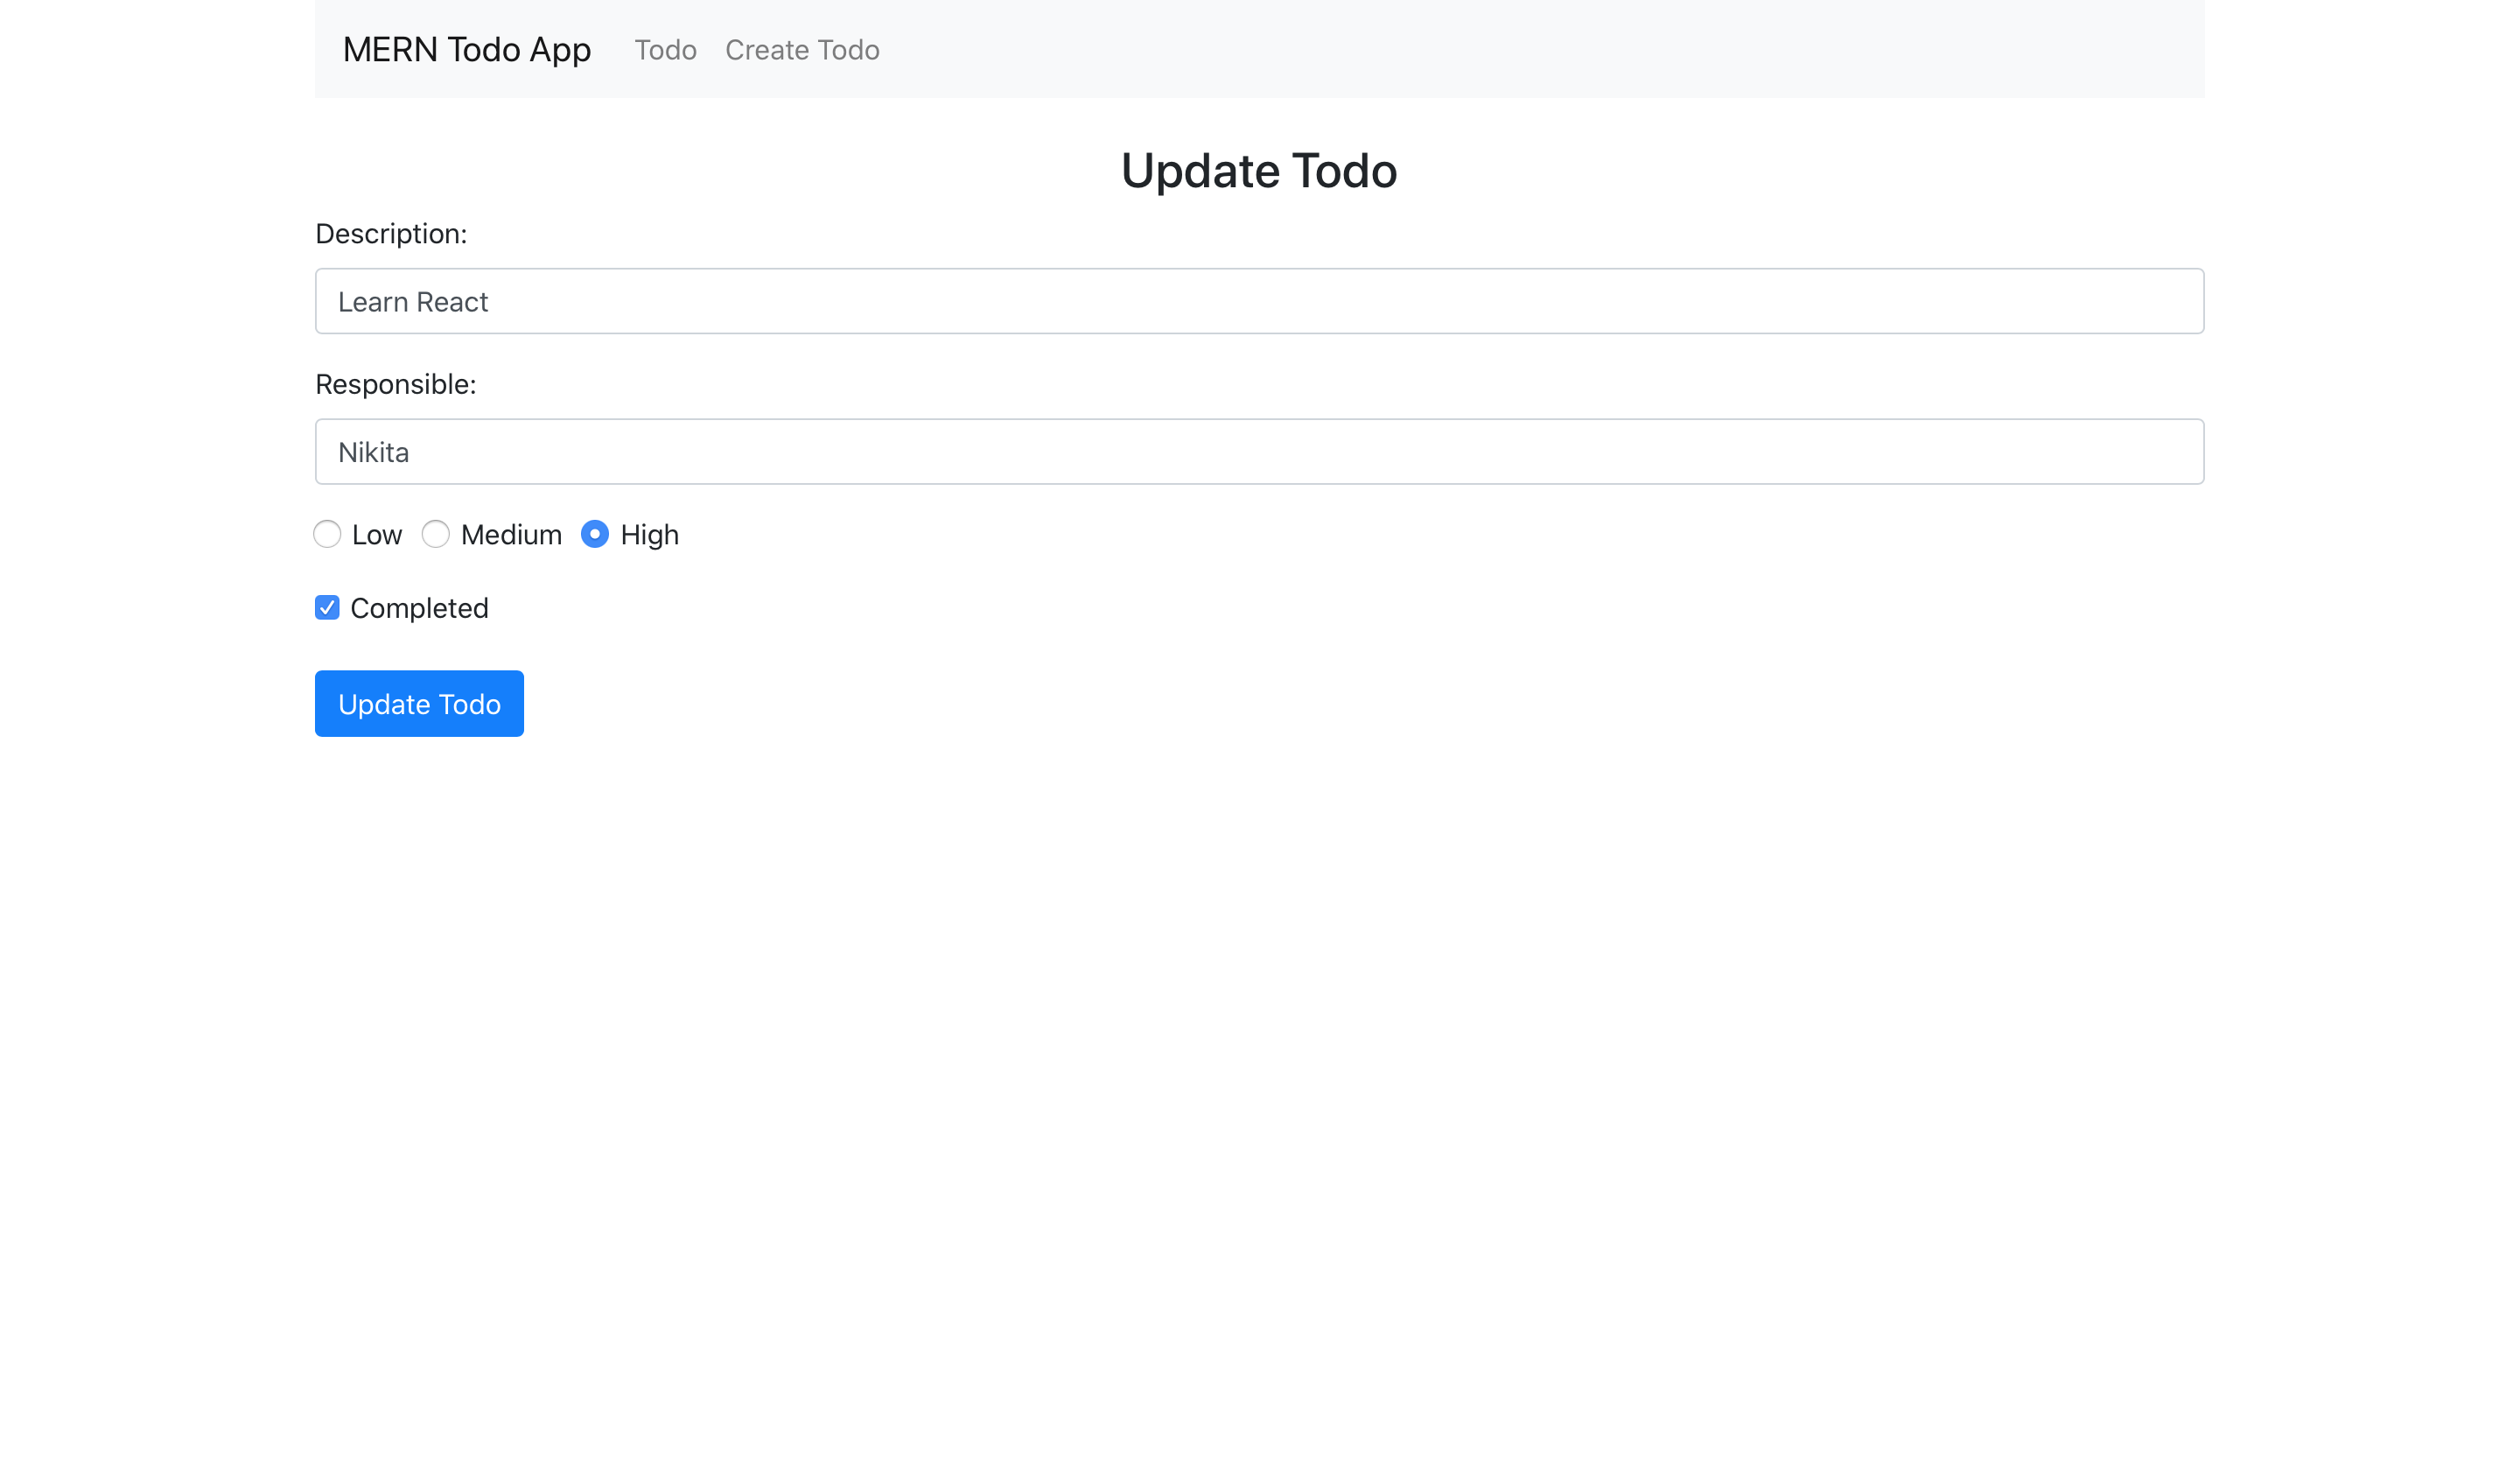 MERN Todo App Todo Create Todo
Update Todo
Description:
Learn React
Responsible:
Nikita
Low Medium High
Completed
Update Todo